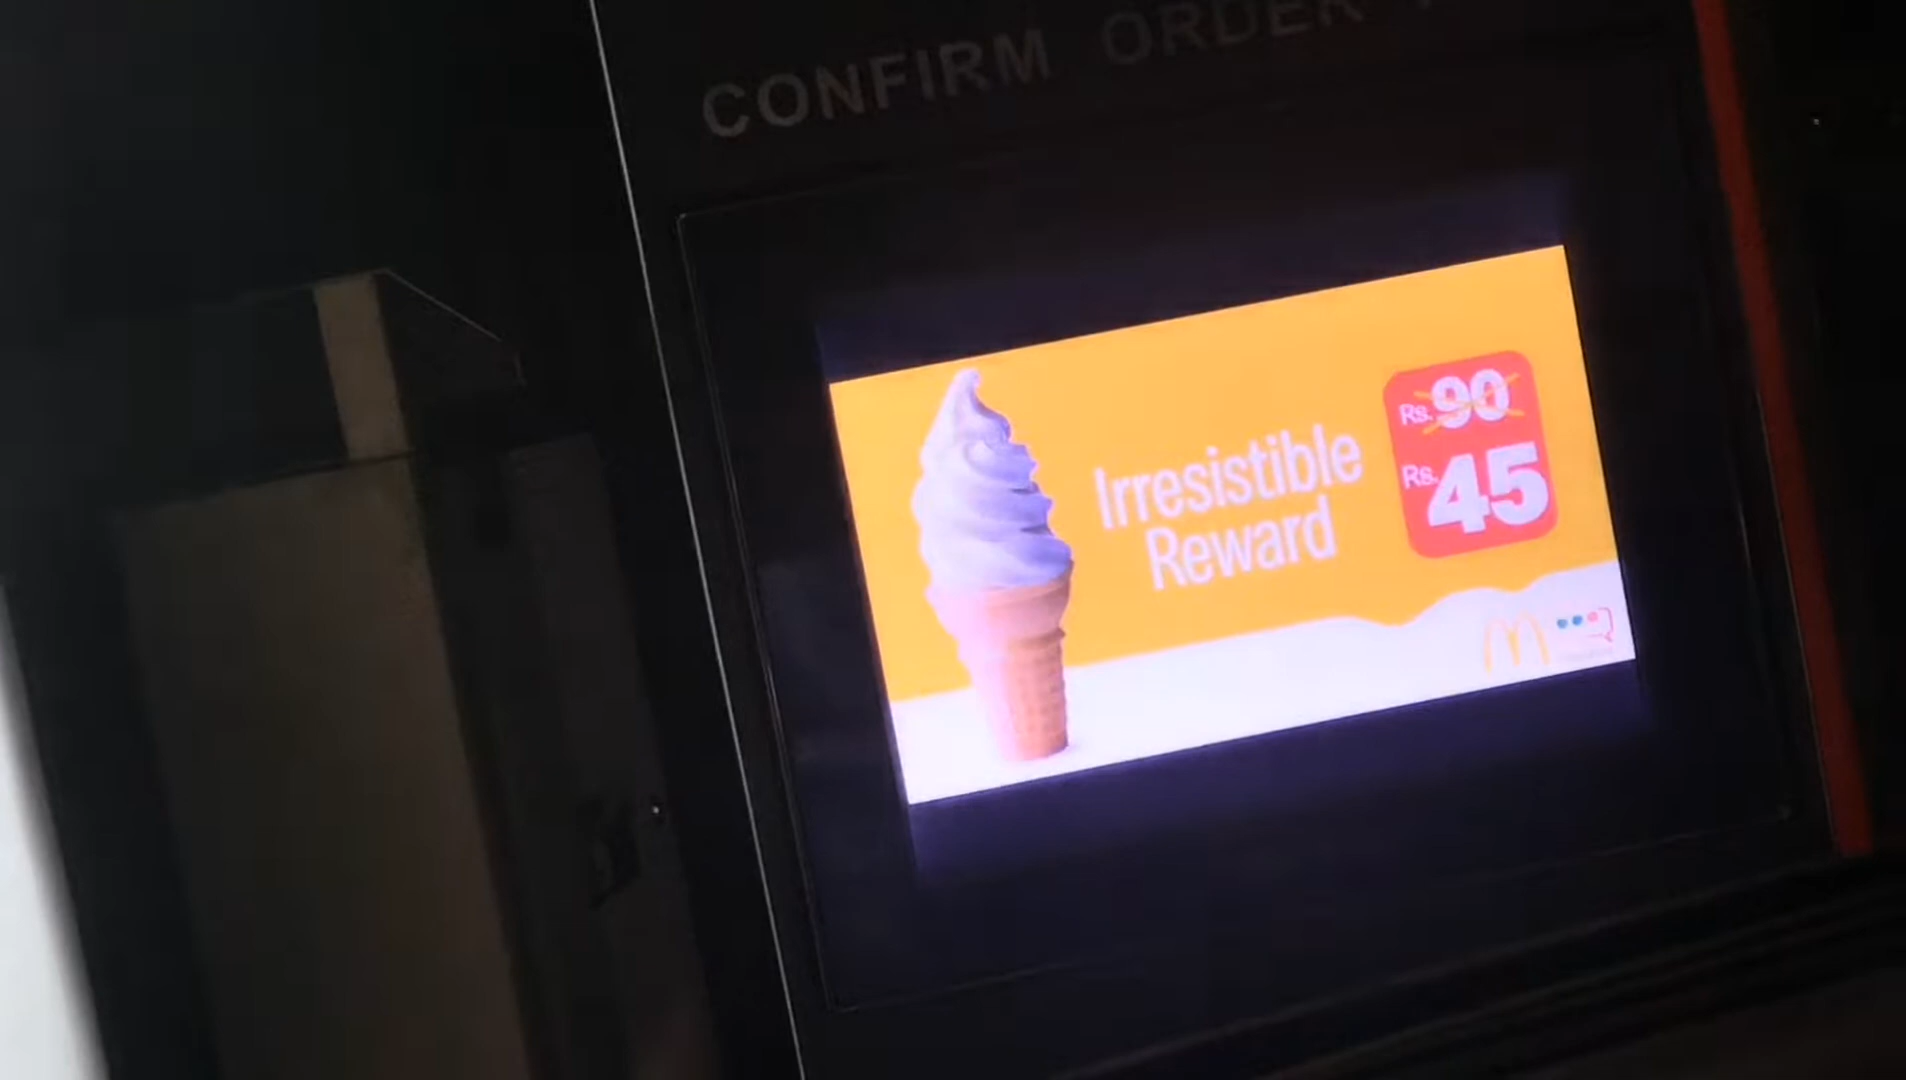 CONFIRM ORDER
Irresistible
Reward
Rs. 90
Rs. 45